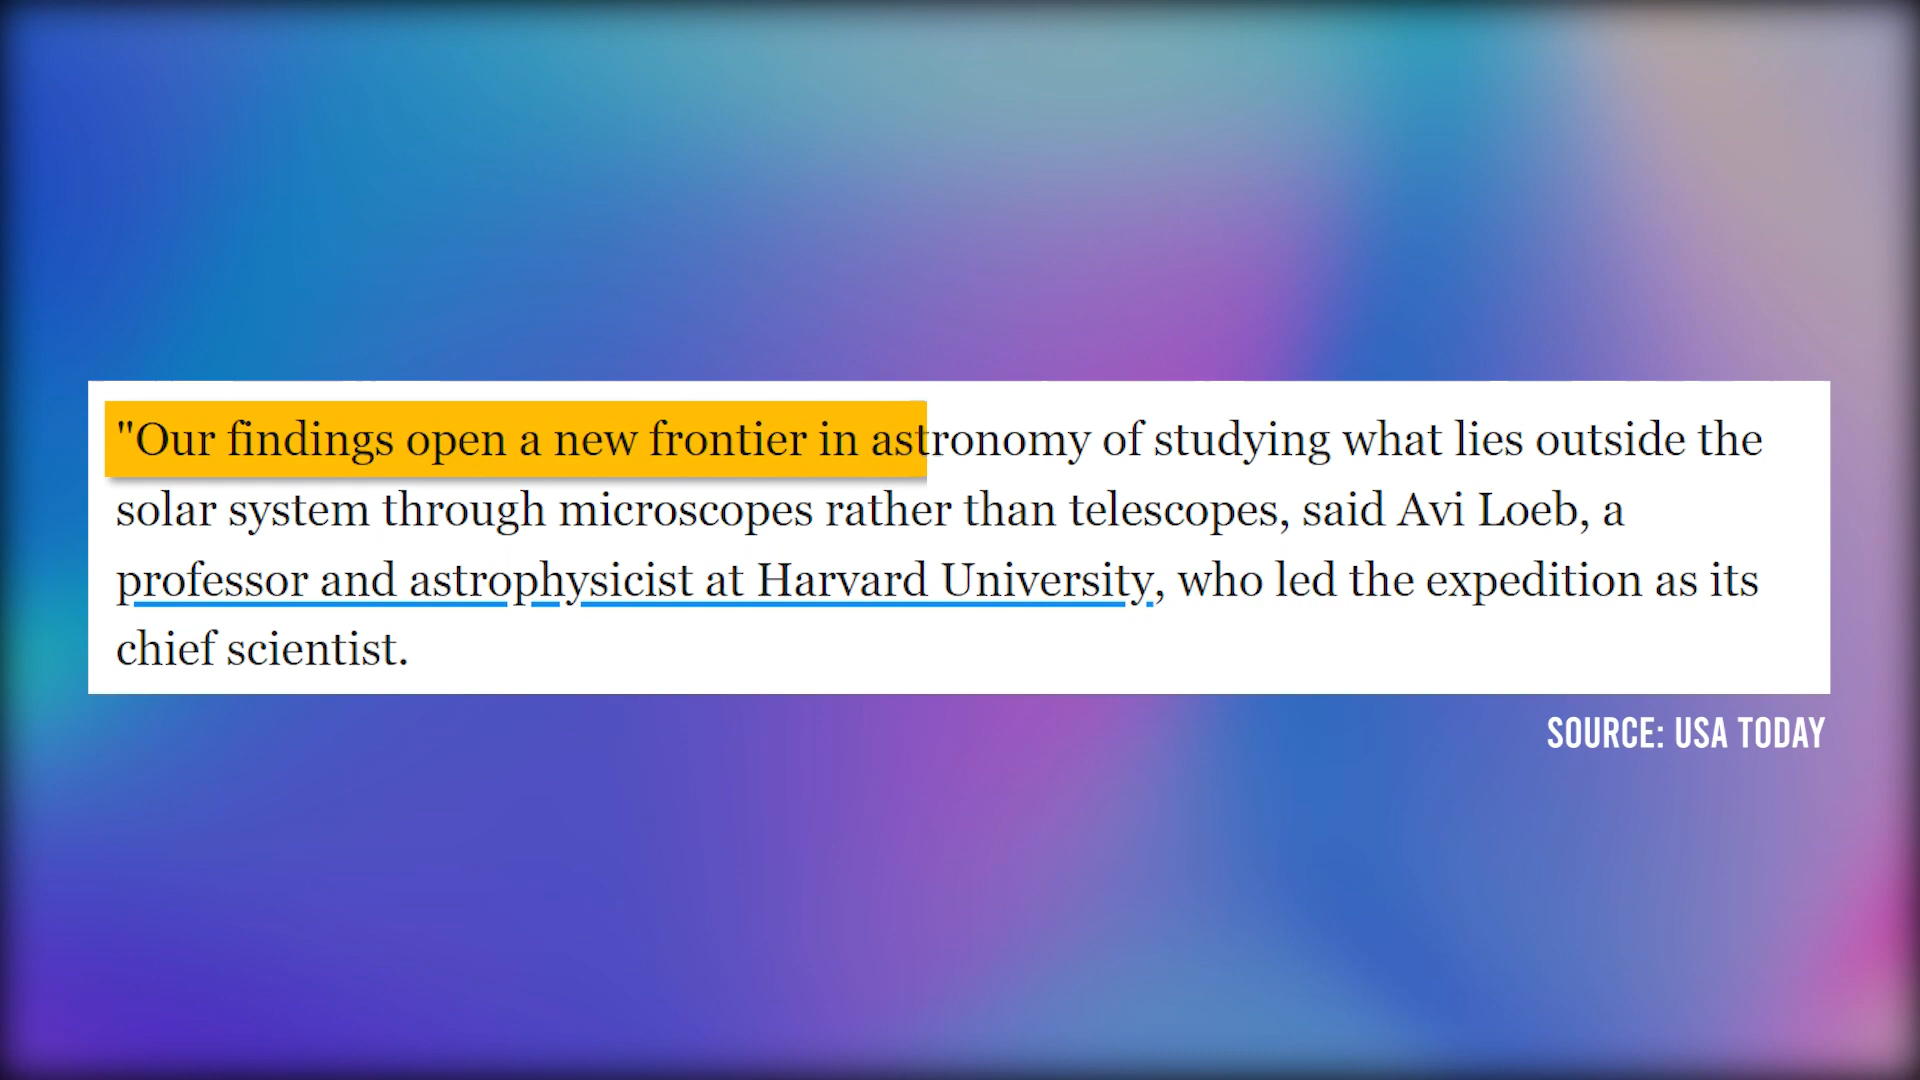 "Our findings open a new frontier in astronomy of studying what lies outside the
solar system through microscopes rather than telescopes, said Avi Loeb, a
professor and astrophysicist at Harvard University, who led the expedition as its
chief scientist.
SOURCE: USA TODAY